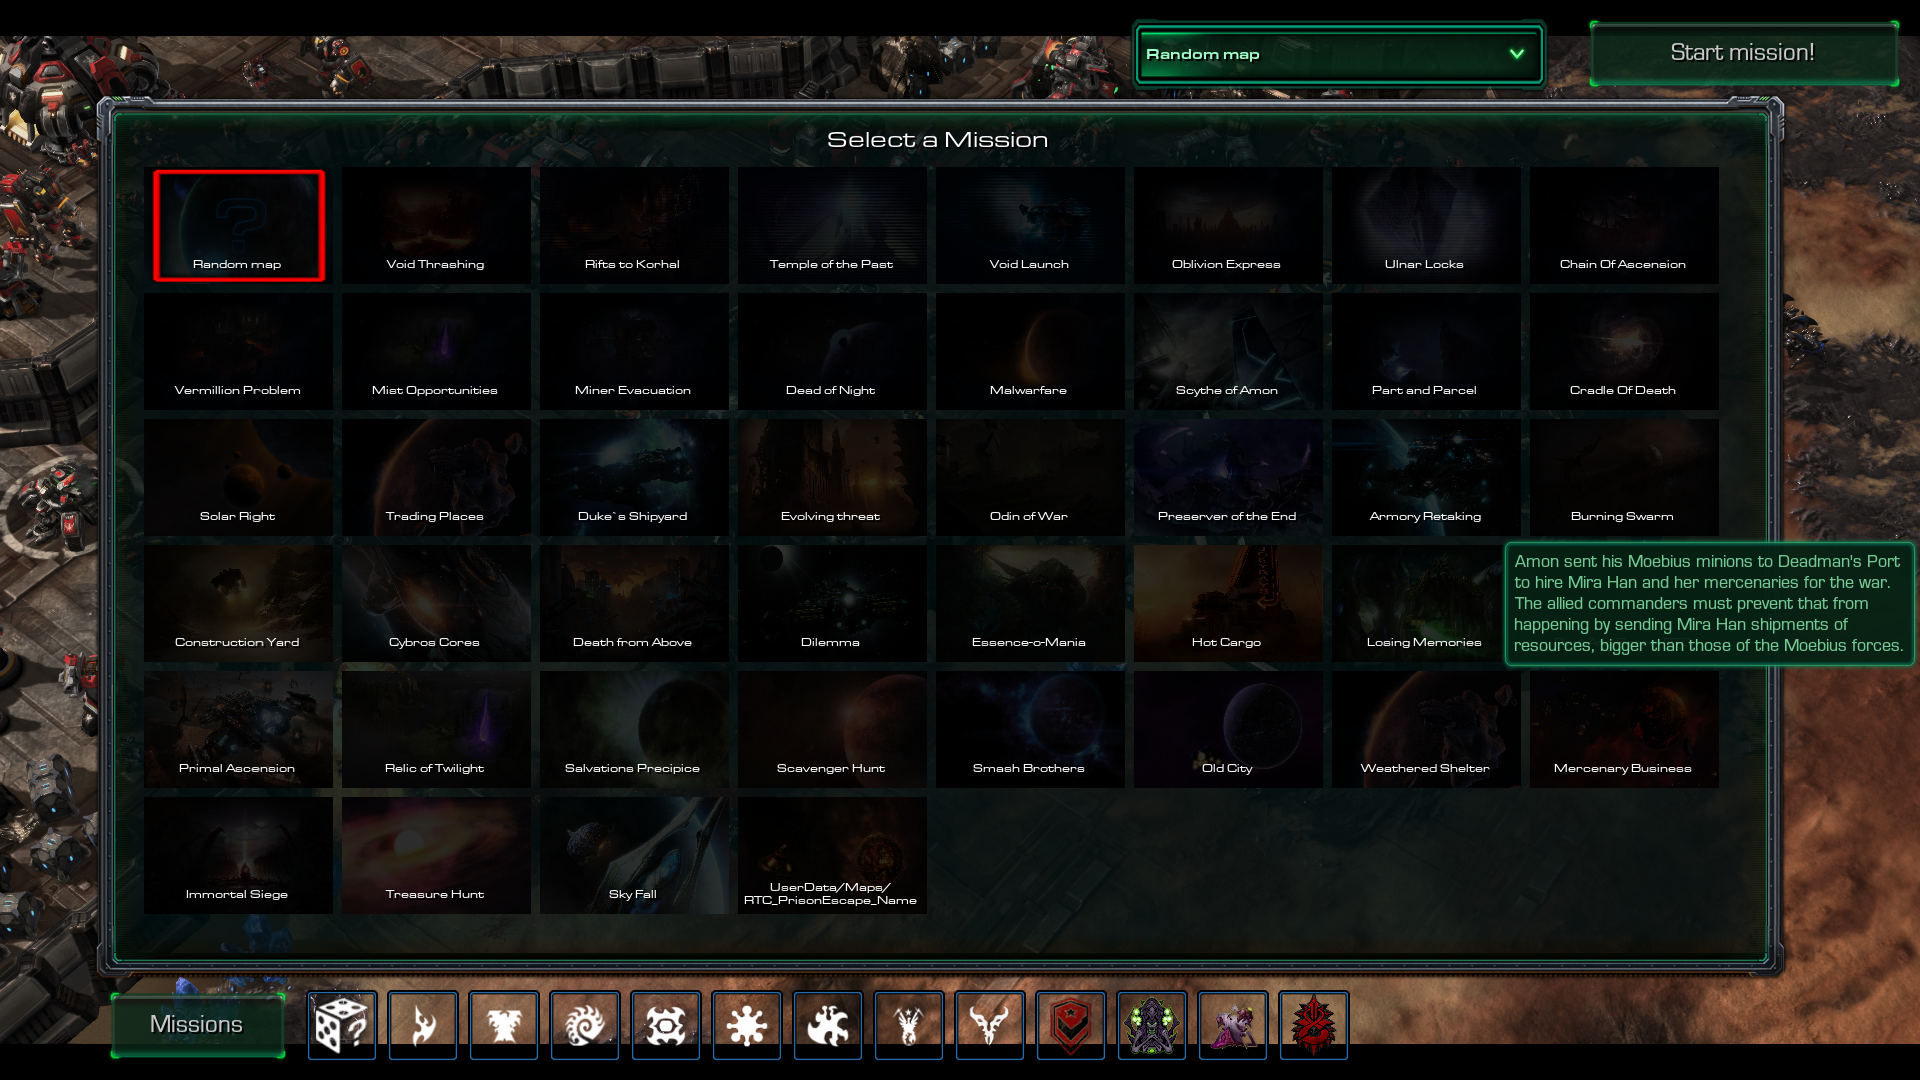 Random map
Start mission!
Select a Mission
Random map
Void Thrashing
Rifts to Korhal
Temple of the Past
Void Launch
Oblivion Express
Ulnar Locks
Chain Of Ascension
Vermillion Problem
Mist Opportunities
Miner Evacuation
Dead of Night
Malwarfare
Scythe of Amon
Part and Parcel
Cradle Of Death
Solar Right
Trading Places
Duke`s Shipyard
Evolving threat
Odin of War
Preserver of the End
Armory Retaking
Burning Swarm
Construction Yard
Cybros Cores
Death from Above
Dilemma
Essence-o-Mania
Hot Cargo
Losing Memories
Amon sent his Moebius minions to Deadman's Port
to hire Mira Han and her mercenaries for the war.
The allied commanders must prevent that from
happening by sending Mira Han shipments of
resources, bigger than those of the Moebius forces.
Primal Ascension
Relic of Twilight
Salvations Precipice
Scavenger Hunt
Smash Brothers
Old City
Weathered Shelter
Mercenary Business
Immortal Siege
Treasure Hunt
Sky Fall
UserData/Maps/
RTC_PrisonEscape_Name
Missions